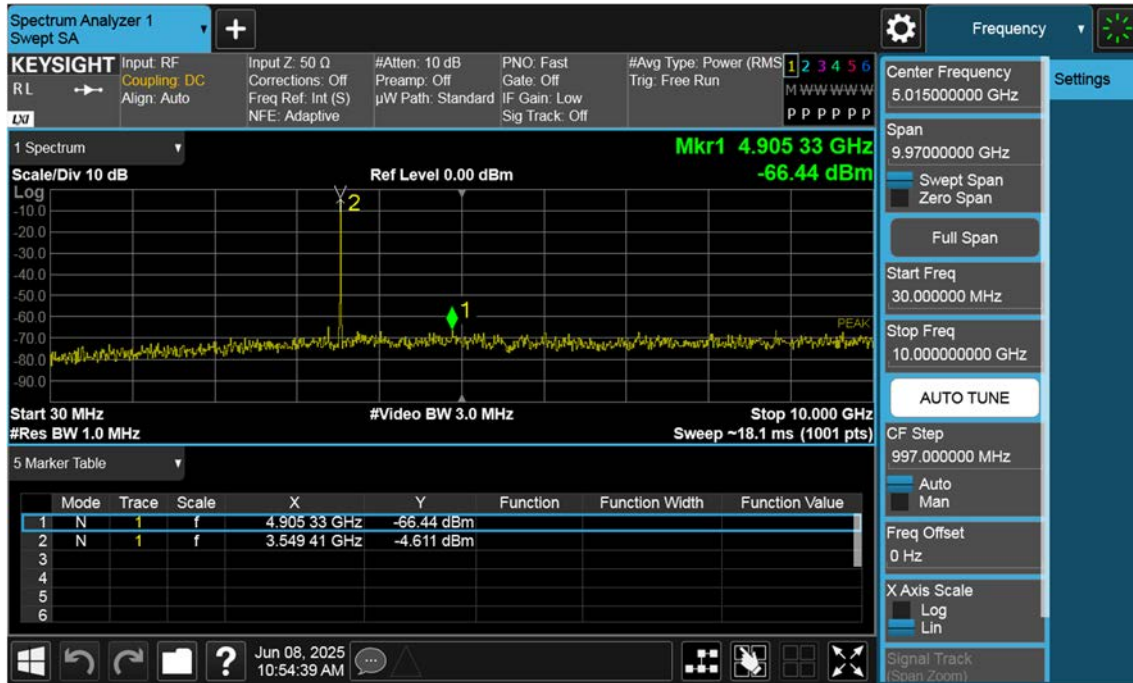 Spectrum Analyzer 1
Swept SA
Frequency
KEYSIGHT
RL
LXI
Input: RF
Coupling: DC
Align: Auto
Input Z: 50 Ω
Corrections: Off
Freq Ref: Int (S)
NFE: Adaptive
#Atten: 10 dB
Preamp: Off
µW Path: Standard
PNO: Fast
Gate: Off
IF Gain: Low
Sig Track: Off
#Avg Type: Power (RMS
Trig: Free Run
1 2 3 4 5 6
M W W W W W
P P P P P P
1 Spectrum
Scale/Div 10 dB
Ref Level 0.00 dBm
Mkr1 4.905 33 GHz
-66.44 dBm
Log
-10.0
-20.0
-30.0
-40.0
-50.0
-60.0
-70.0
-80.0
-90.0
2
1
PEAK
Start 30 MHz
#Video BW 3.0 MHz
Stop 10.000 GHz
#Res BW 1.0 MHz
Sweep ~18.1 ms (1001 pts)
5 Marker Table
Mode Trace Scale X Y Function Function Width Function Value
1 N 1 f 4.905 33 GHz -66.44 dBm
2 N 1 f 3.549 41 GHz -4.611 dBm
3
4
5
6
Jun 08, 2025
10:54:39 AM
?
Center Frequency
5.015000000 GHz
Settings
Span
9.97000000 GHz
Swept Span
Zero Span
Full Span
Start Freq
30.000000 MHz
Stop Freq
10.000000000 GHz
AUTO TUNE
CF Step
997.000000 MHz
Auto
Man
Freq Offset
0 Hz
X Axis Scale
Log
Lin
Signal Track
(Span Zoom)